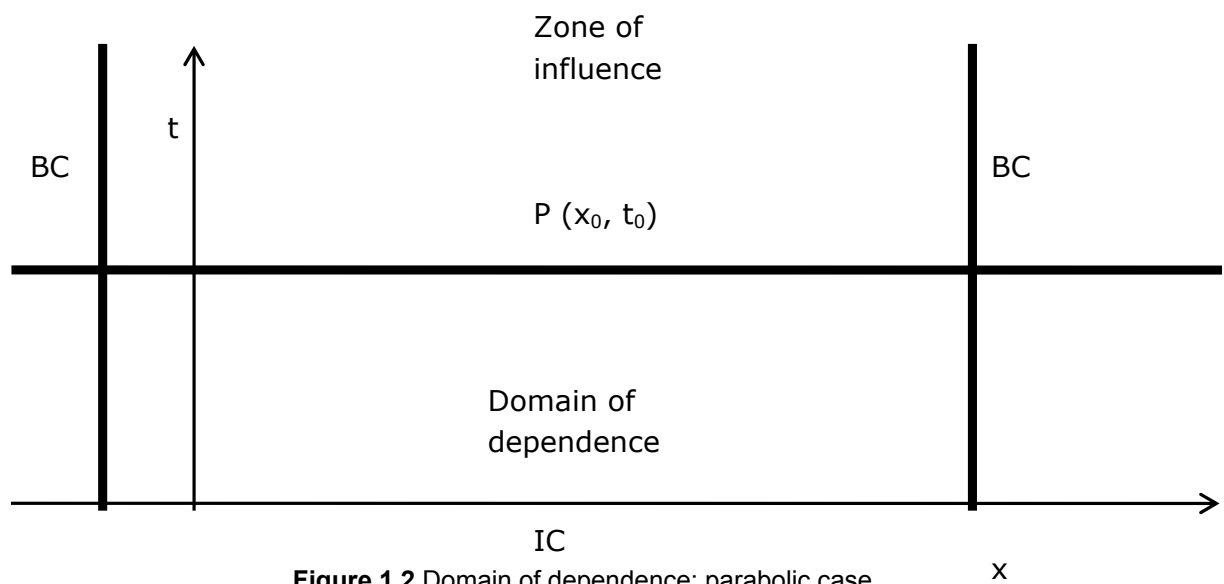 Zone of
influence
t
BC
BC
P (x₀, t₀)
Domain of
dependence
IC
x
Figure 1.2 Domain of dependence: parabolic case